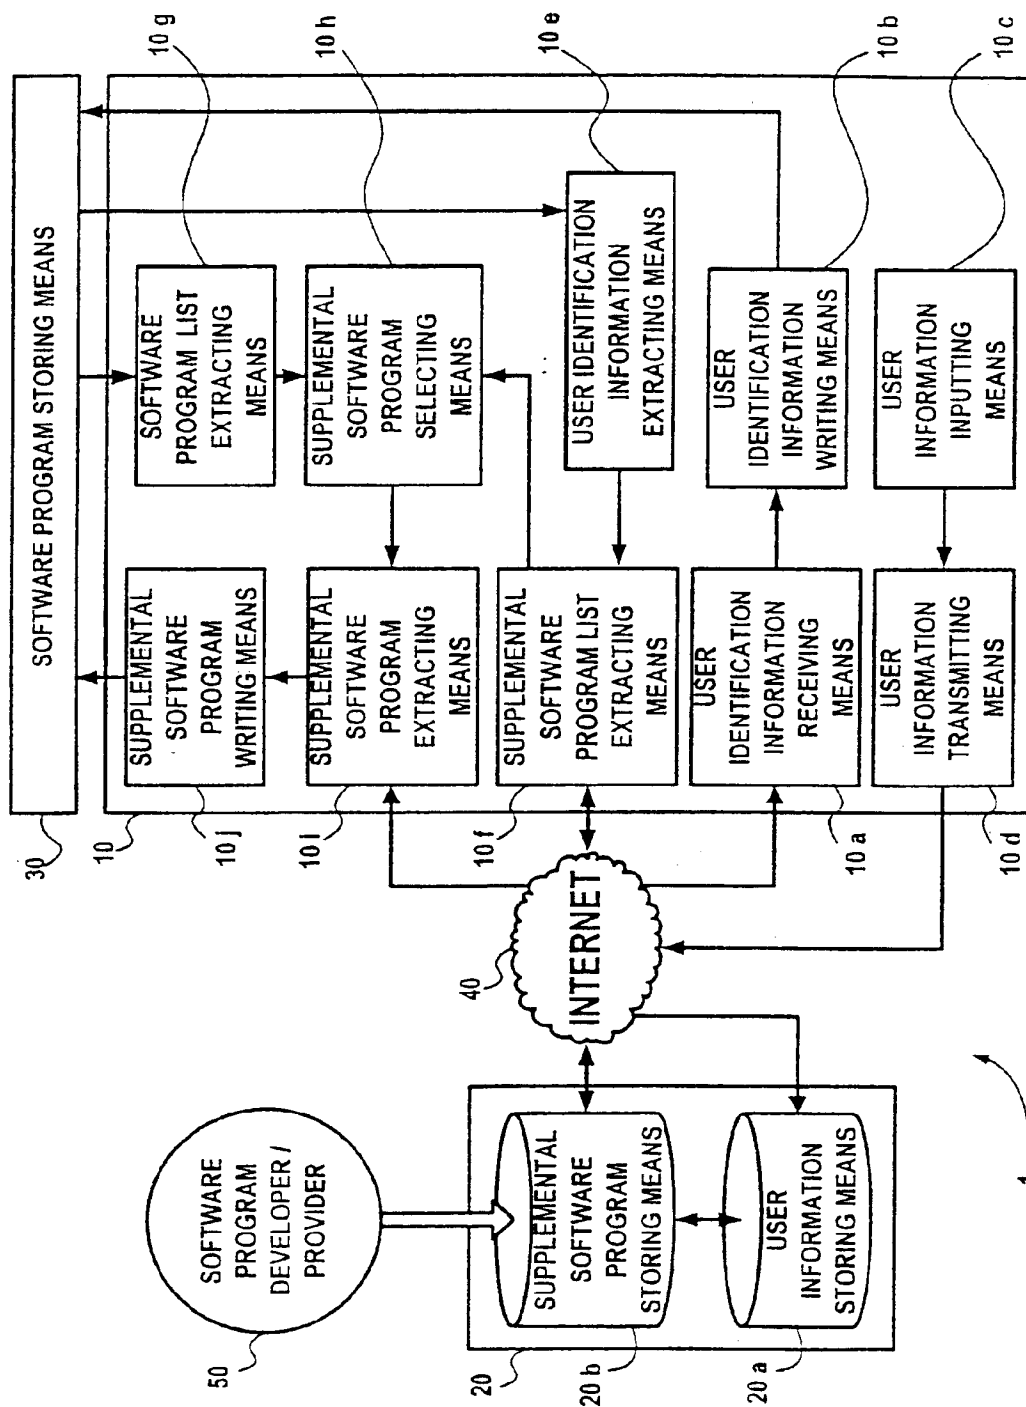 SOFTWARE PROGRAM STORING MEANS
30
10
50
SOFTWARE
PROGRAM
DEVELOPER /
PROVIDER
10 j
SUPPLEMENTAL
SOFTWARE
PROGRAM
WRITING MEANS
SOFTWARE
PROGRAM LIST
EXTRACTING
MEANS
10 g
10 i
SUPPLEMENTAL
SOFTWARE
PROGRAM
EXTRACTING
MEANS
SUPPLEMENTAL
SOFTWARE
PROGRAM
SELECTING
MEANS
10 h
20
20 b
SUPPLEMENTAL
SOFTWARE
PROGRAM
STORING MEANS
40
INTERNET
10 f
SUPPLEMENTAL
SOFTWARE
PROGRAM LIST
EXTRACTING
MEANS
USER IDENTIFICATION
INFORMATION
EXTRACTING MEANS
10 e
20 a
USER
INFORMATION
STORING MEANS
10 a
USER
IDENTIFICATION
INFORMATION
RECEIVING
MEANS
USER
IDENTIFICATION
INFORMATION
WRITING MEANS
10 b
10 d
USER
INFORMATION
TRANSMITTING
MEANS
USER
INFORMATION
INPUTTING
MEANS
10 c